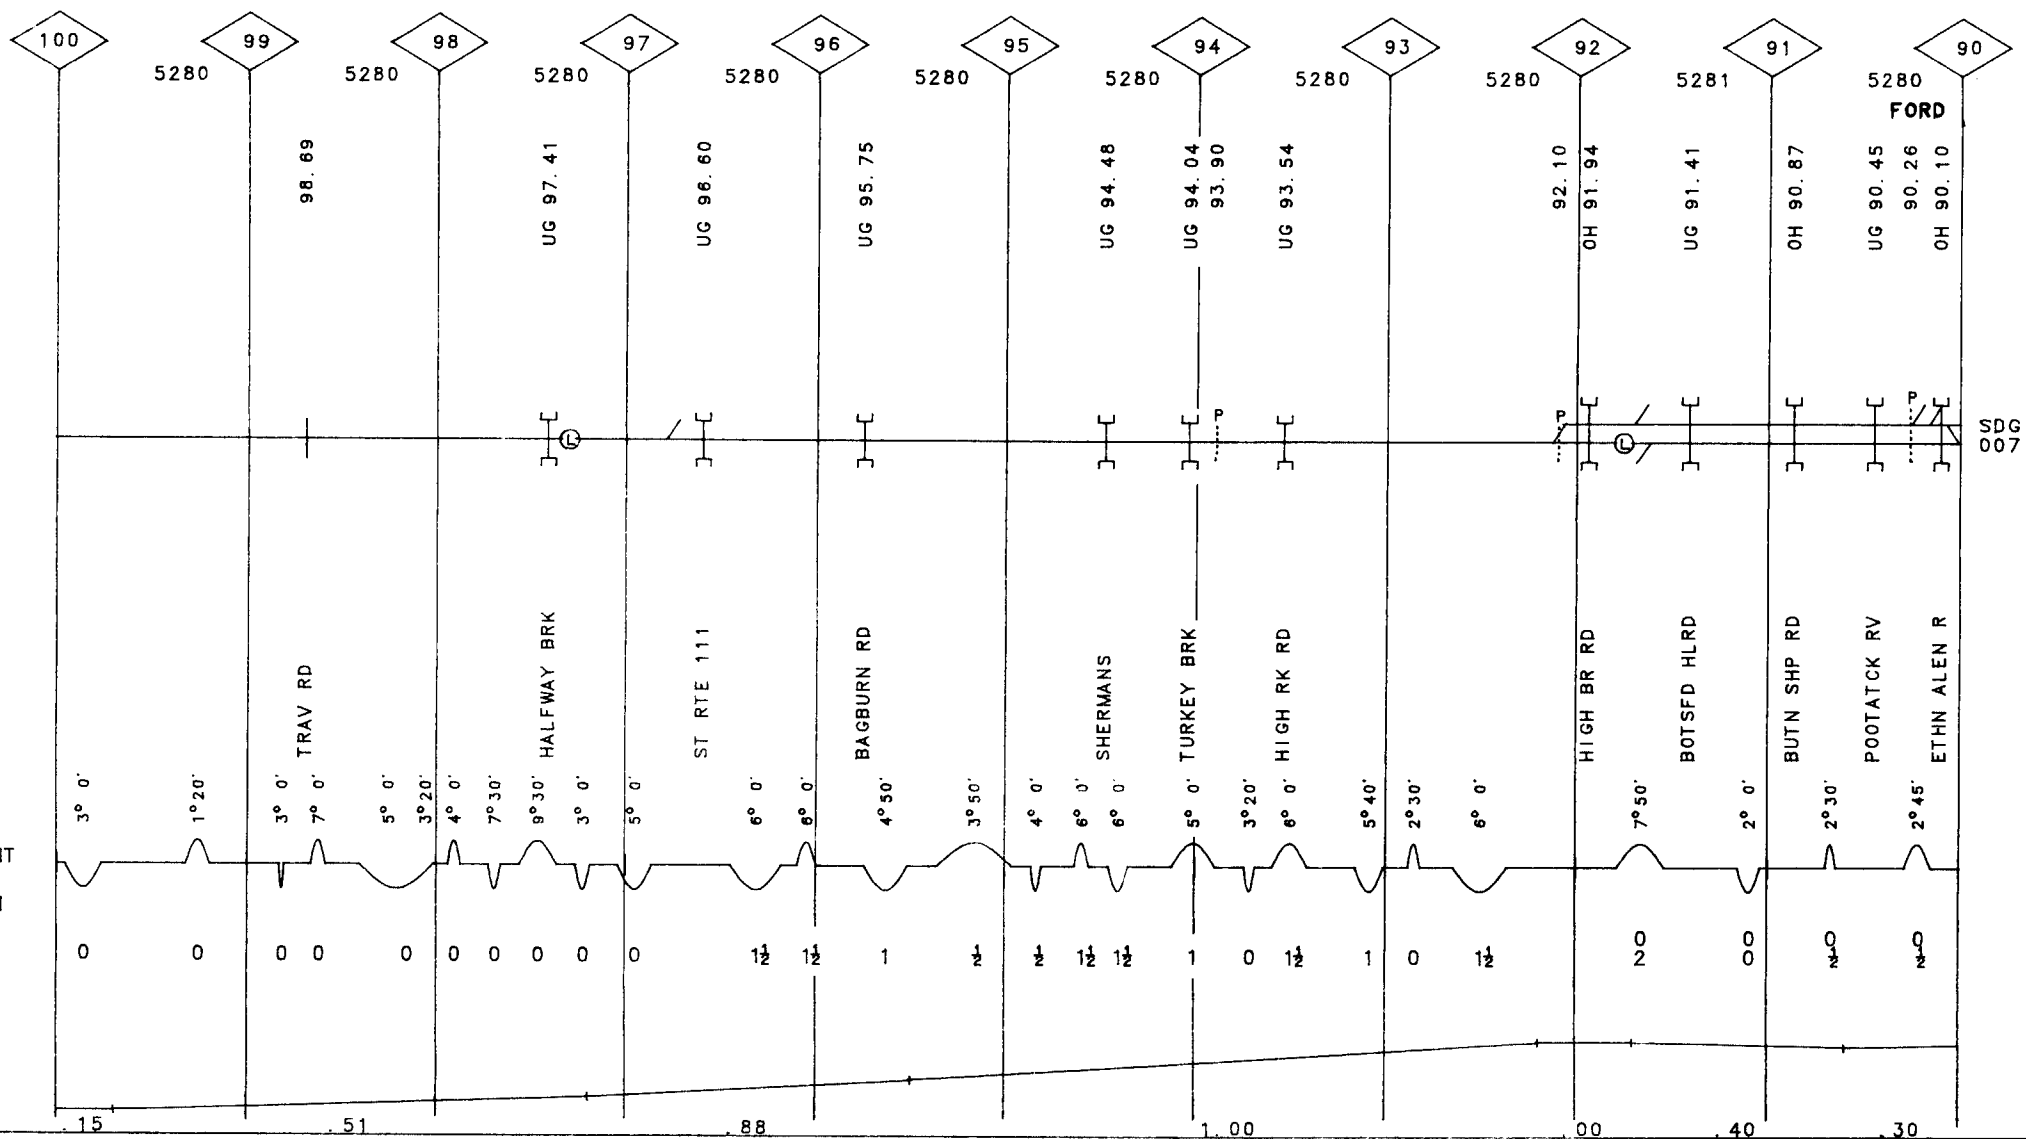 100 99 98 97 96 95 94 93 92 91 90
5280 5280 5280 5280 5280 5280 5280 5280 5281 5280
FORD
98.69
UG 97.41
UG 96.60
UG 95.75
UG 94.48
UG 94.04
93.90
UG 93.54
92.10
OH 91.94
UG 91.41
OH 90.87
UG 90.45
90.26
OH 90.10
L
P
P
L
P
SDG
007
TRAV RD
HALFWAY BRK
ST RTE 111
BAGBURN RD
SHERMANS
TURKEY BRK
HIGH RK RD
HIGH BR RD
BOTSFD HLRD
BUTN SHP RD
POOTATCK RV
ETHN ALEN R
3° 0' 1°20' 3° 0' 7° 0' 5° 0' 3°20' 4° 0' 7°30' 9°30' 3° 0' 5° 0' 6° 0' 6° 0' 4°50' 3°50' 4° 0' 6° 0' 6° 0' 5° 0' 3°20' 6° 0' 5°40' 2°30' 6° 0' 7°50' 2° 0' 2°30' 2°45'
0 0 0 0
0 0 0 0 0 0 0 0 0 0 0 1½ 1½ 1 ½ ½ 1½ 1½ 1 0 1½ 1 0 1½ 2 0 ½ ½
.15 .51 .88 1.00 .00 .40 .30